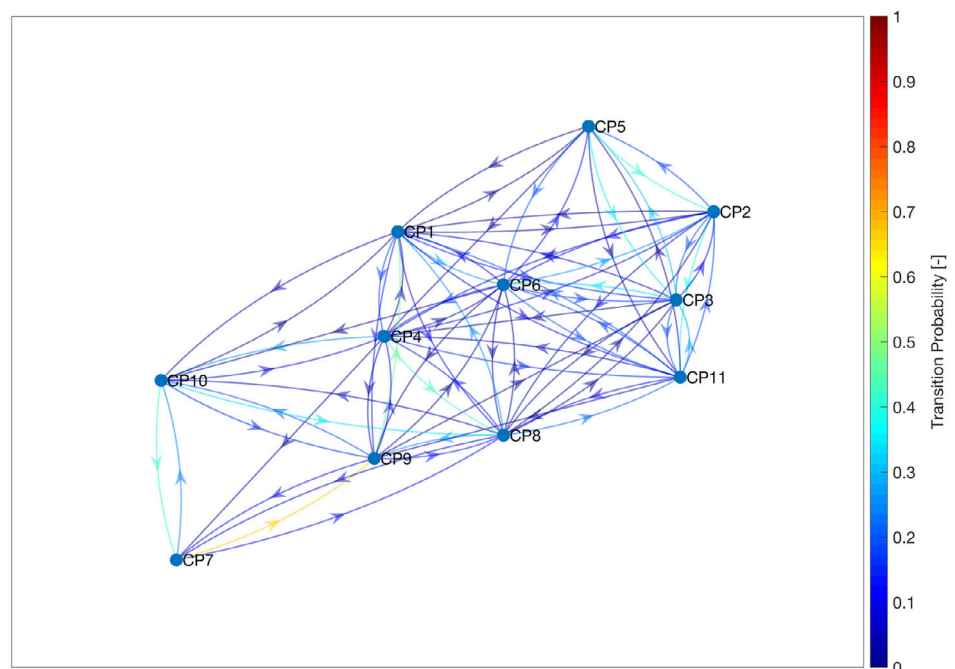 1
0.9
0.8
0.7
0.6
0.5
0.4
0.3
0.2
0.1
0
Transition Probability [-]
CP5
CP2
CP1
CP6
CP3
CP4
CP11
CP10
CP8
CP9
CP7